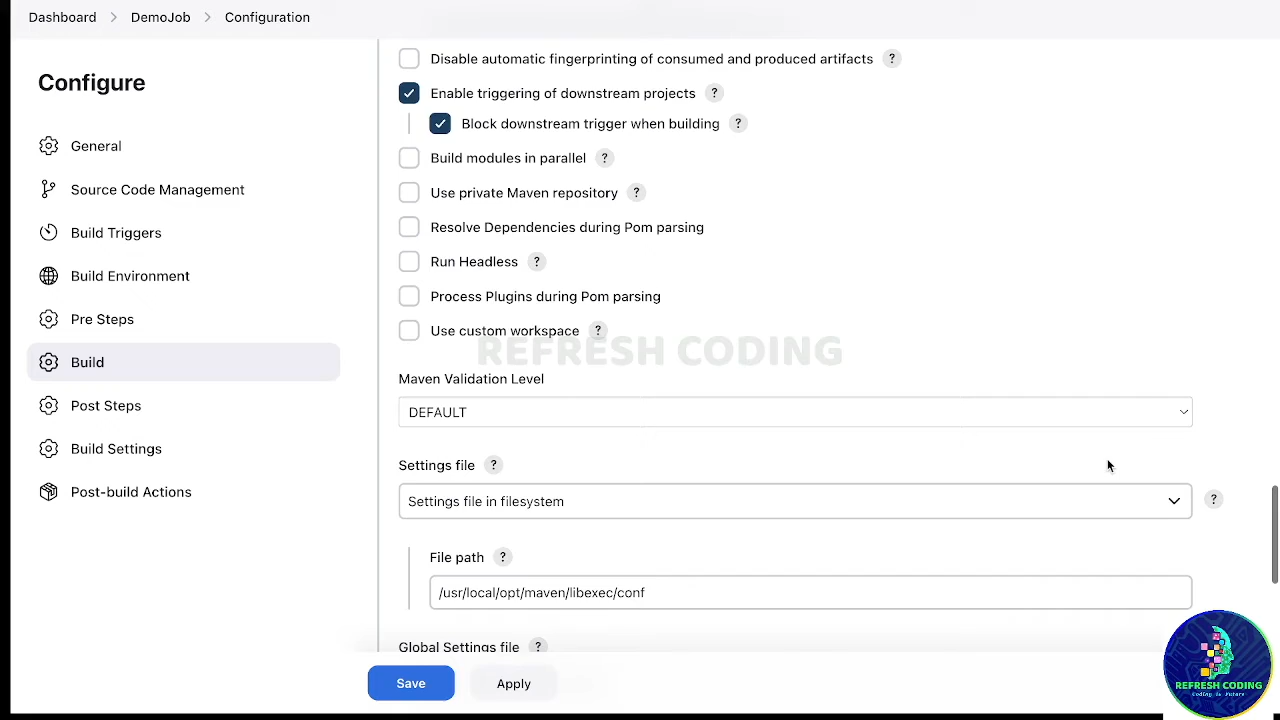 Dashboard > DemoJob > Configuration
Configure
General
Source Code Management
Build Triggers
Build Environment
Pre Steps
Build
Post Steps
Build Settings
Post-build Actions
Disable automatic fingerprinting of consumed and produced artifacts ?
Enable triggering of downstream projects ?
Block downstream trigger when building ?
Build modules in parallel ?
Use private Maven repository ?
Resolve Dependencies during Pom parsing
Run Headless ?
Process Plugins during Pom parsing
Use custom workspace ?
REFRESH CODING
Maven Validation Level
DEFAULT
Settings file ?
Settings file in filesystem ?
File path ?
/usr/local/opt/maven/libexec/conf
Global Settings file ?
Save Apply
REFRESH CODING
Coding is Future